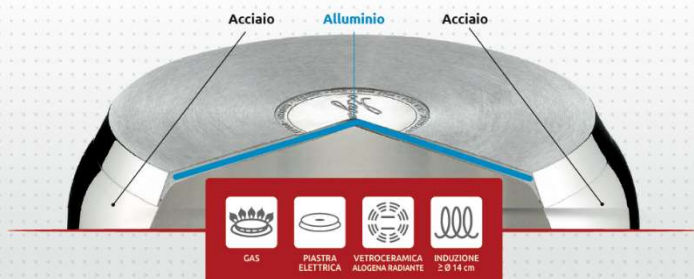 Acciaio Alluminio Acciaio
GAS
PIASTRA
ELETTRICA
VETROCERAMICA
ALOGENA RADIANTE
INDUZIONE
≥ Ø 14 cm